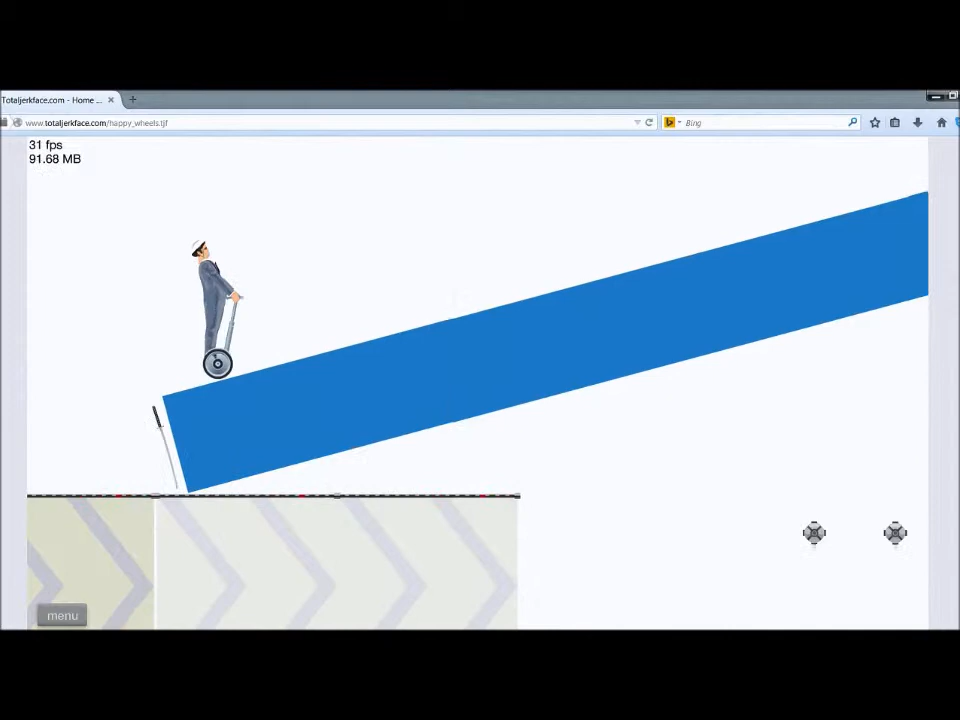 Totaljerkface.com - Home ...
www.totaljerkface.com/happy_wheels.tjf
Bing
31 fps
91.68 MB
menu